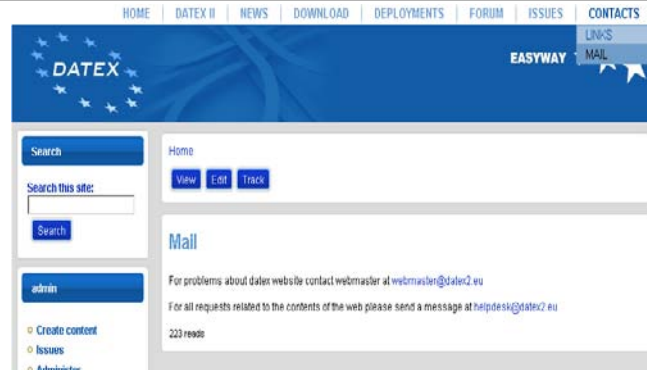 HOME DATEX II NEWS DOWNLOAD DEPLOYMENTS FORUM ISSUES CONTACTS
LINKS
MAIL
DATEX
EASYWAY
Search
Search this site:
Search
admin
Create content
Issues
Administer
Home
View Edit Track
Mail
For problems about datex website contact webmaster at webmaster@datex2.eu
For all requests related to the contents of the web please send a message at helpdesk@datex2.eu
223 reads